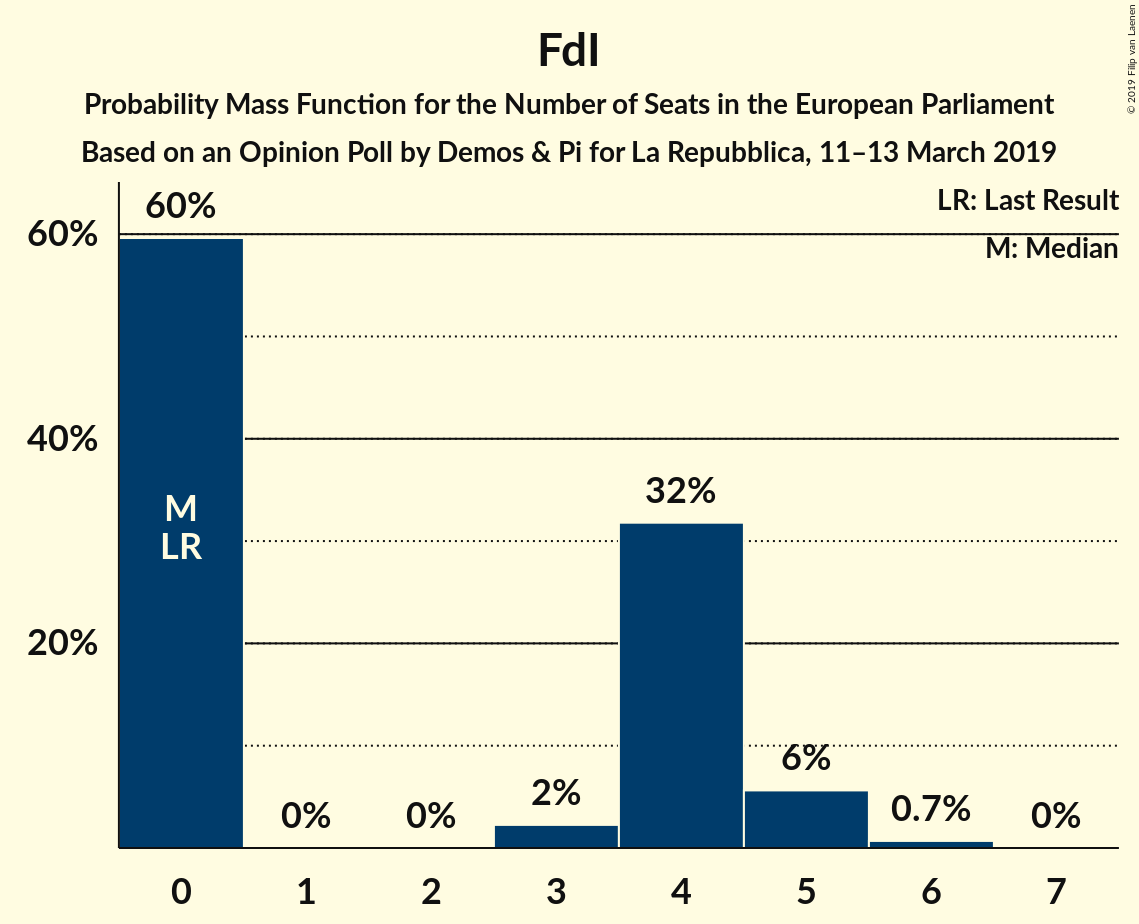 FdI
Probability Mass Function for the Number of Seats in the European Parliament
Based on an Opinion Poll by Demos & Pi for La Repubblica, 11–13 March 2019
© 2019 Filip van Laenen
LR: Last Result
M: Median
60%
40%
20%
60%
0%
0%
2%
32%
6%
0.7%
0%
M
LR
0
1
2
3
4
5
6
7